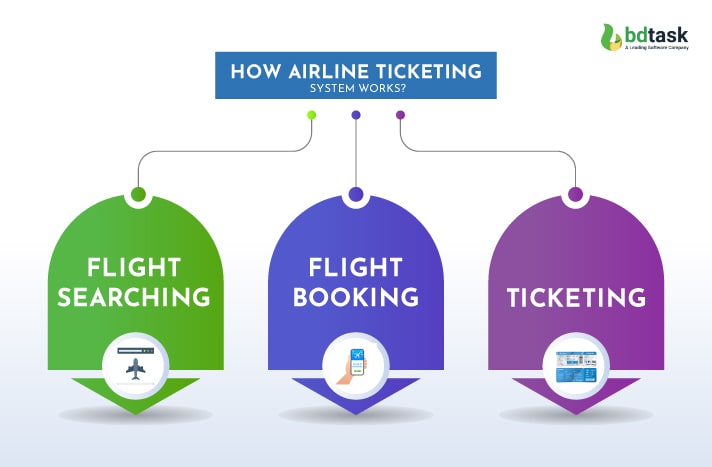 bdtask
A Leading Software Company
HOW AIRLINE TICKETING
SYSTEM WORKS?
FLIGHT
SEARCHING
FLIGHT
BOOKING
TICKETING